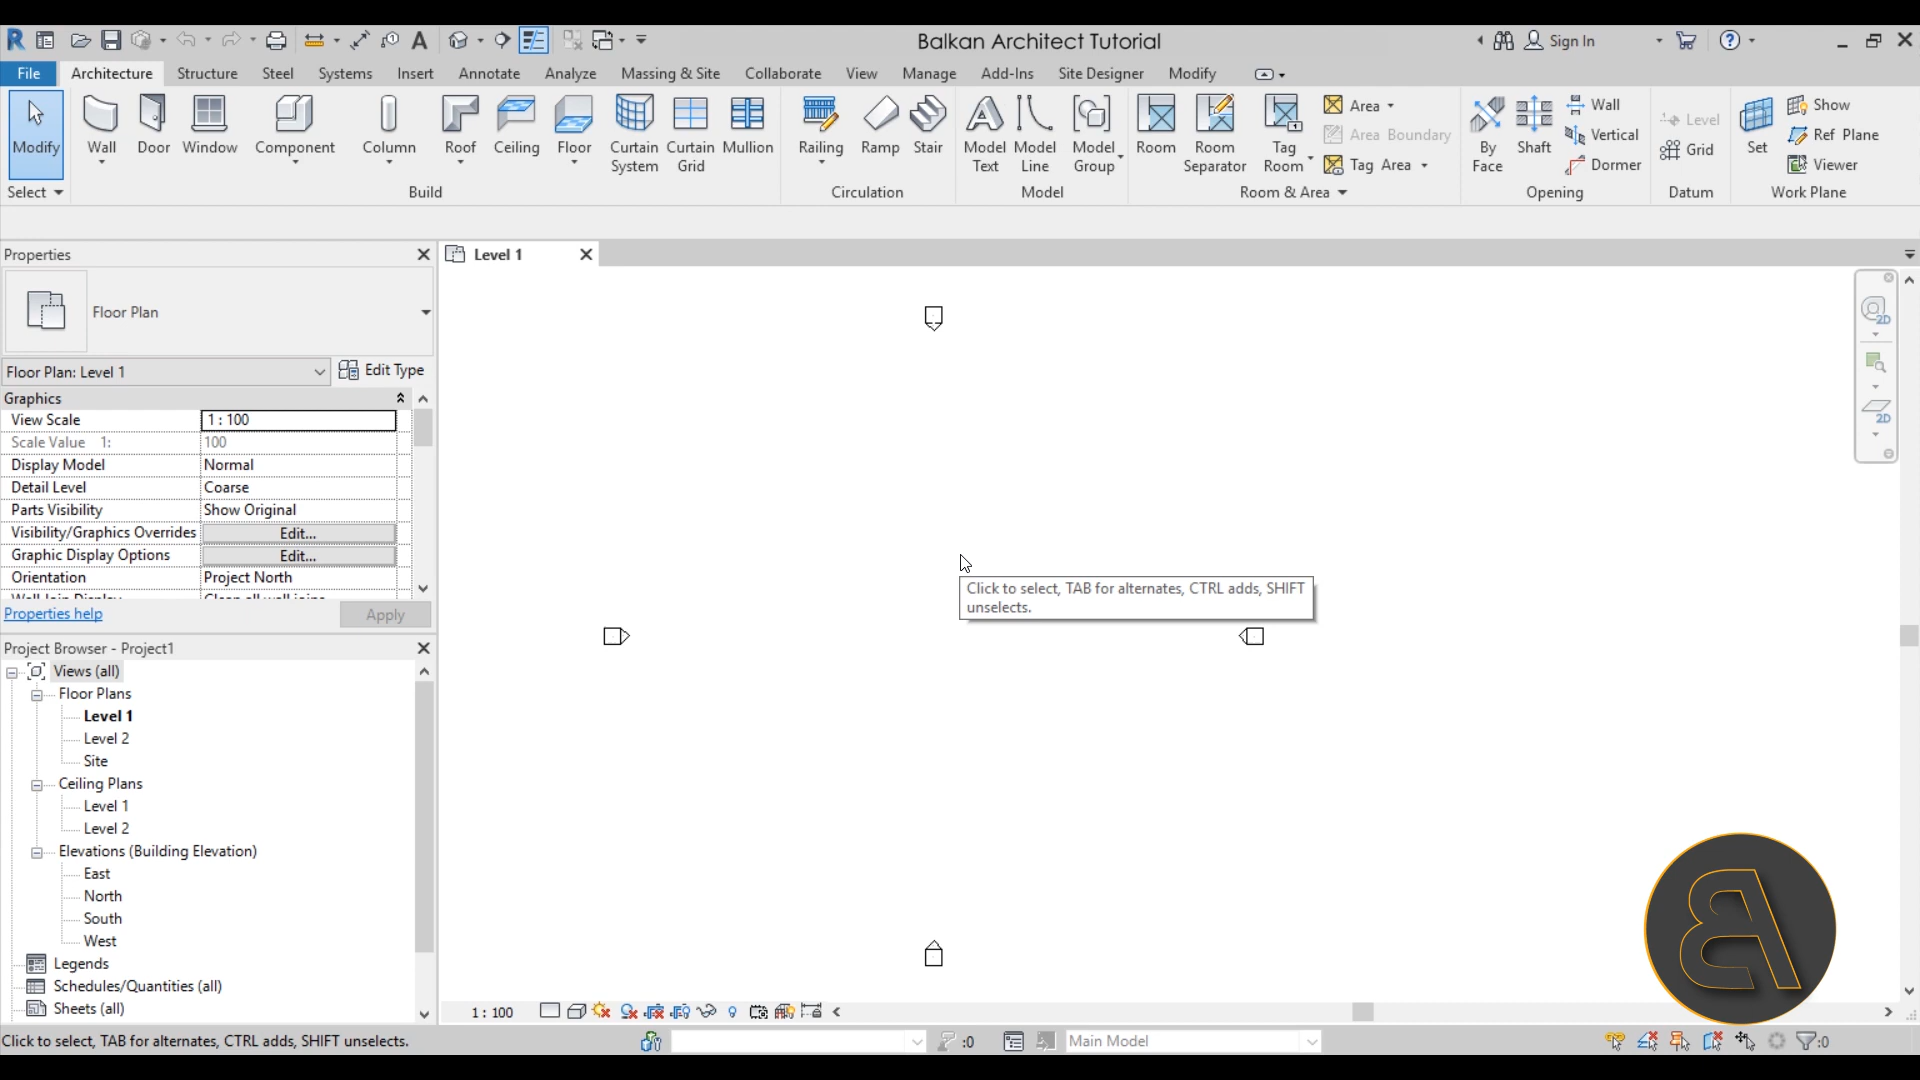 Balkan Architect Tutorial
Sign In
File Architecture Structure Steel Systems Insert Annotate Analyze Massing & Site Collaborate View Manage Add-Ins Site Designer Modify
Modify
Wall
Door
Window
Component
Column
Roof
Ceiling
Floor
Curtain System
Curtain Grid
Mullion
Railing
Ramp
Stair
Model Text
Model Line
Model Group
Room
Room Separator
Tag Room
Area
Area Boundary
Tag Area
By Face
Shaft
Wall
Vertical
Dormer
Level
Grid
Set
Show
Ref Plane
Viewer
Select
Build
Circulation
Model
Room & Area
Opening
Datum
Work Plane
Properties
Level 1
2D
2D
Floor Plan
Floor Plan: Level 1
Edit Type
Graphics
View Scale 1 : 100
Scale Value 1: 100
Display Model Normal
Detail Level Coarse
Parts Visibility Show Original
Visibility/Graphics Overrides Edit...
Graphic Display Options Edit...
Orientation Project North
Wall Join Display Clean all wall joins
Properties help
Apply
Click to select, TAB for alternates, CTRL adds, SHIFT
unselects.
Project Browser - Project1
Views (all)
Floor Plans
Level 1
Level 2
Site
Ceiling Plans
Level 1
Level 2
Elevations (Building Elevation)
East
North
South
West
Legends
Schedules/Quantities (all)
Sheets (all)
1 : 100
Click to select, TAB for alternates, CTRL adds, SHIFT unselects.
:0
Main Model
:0